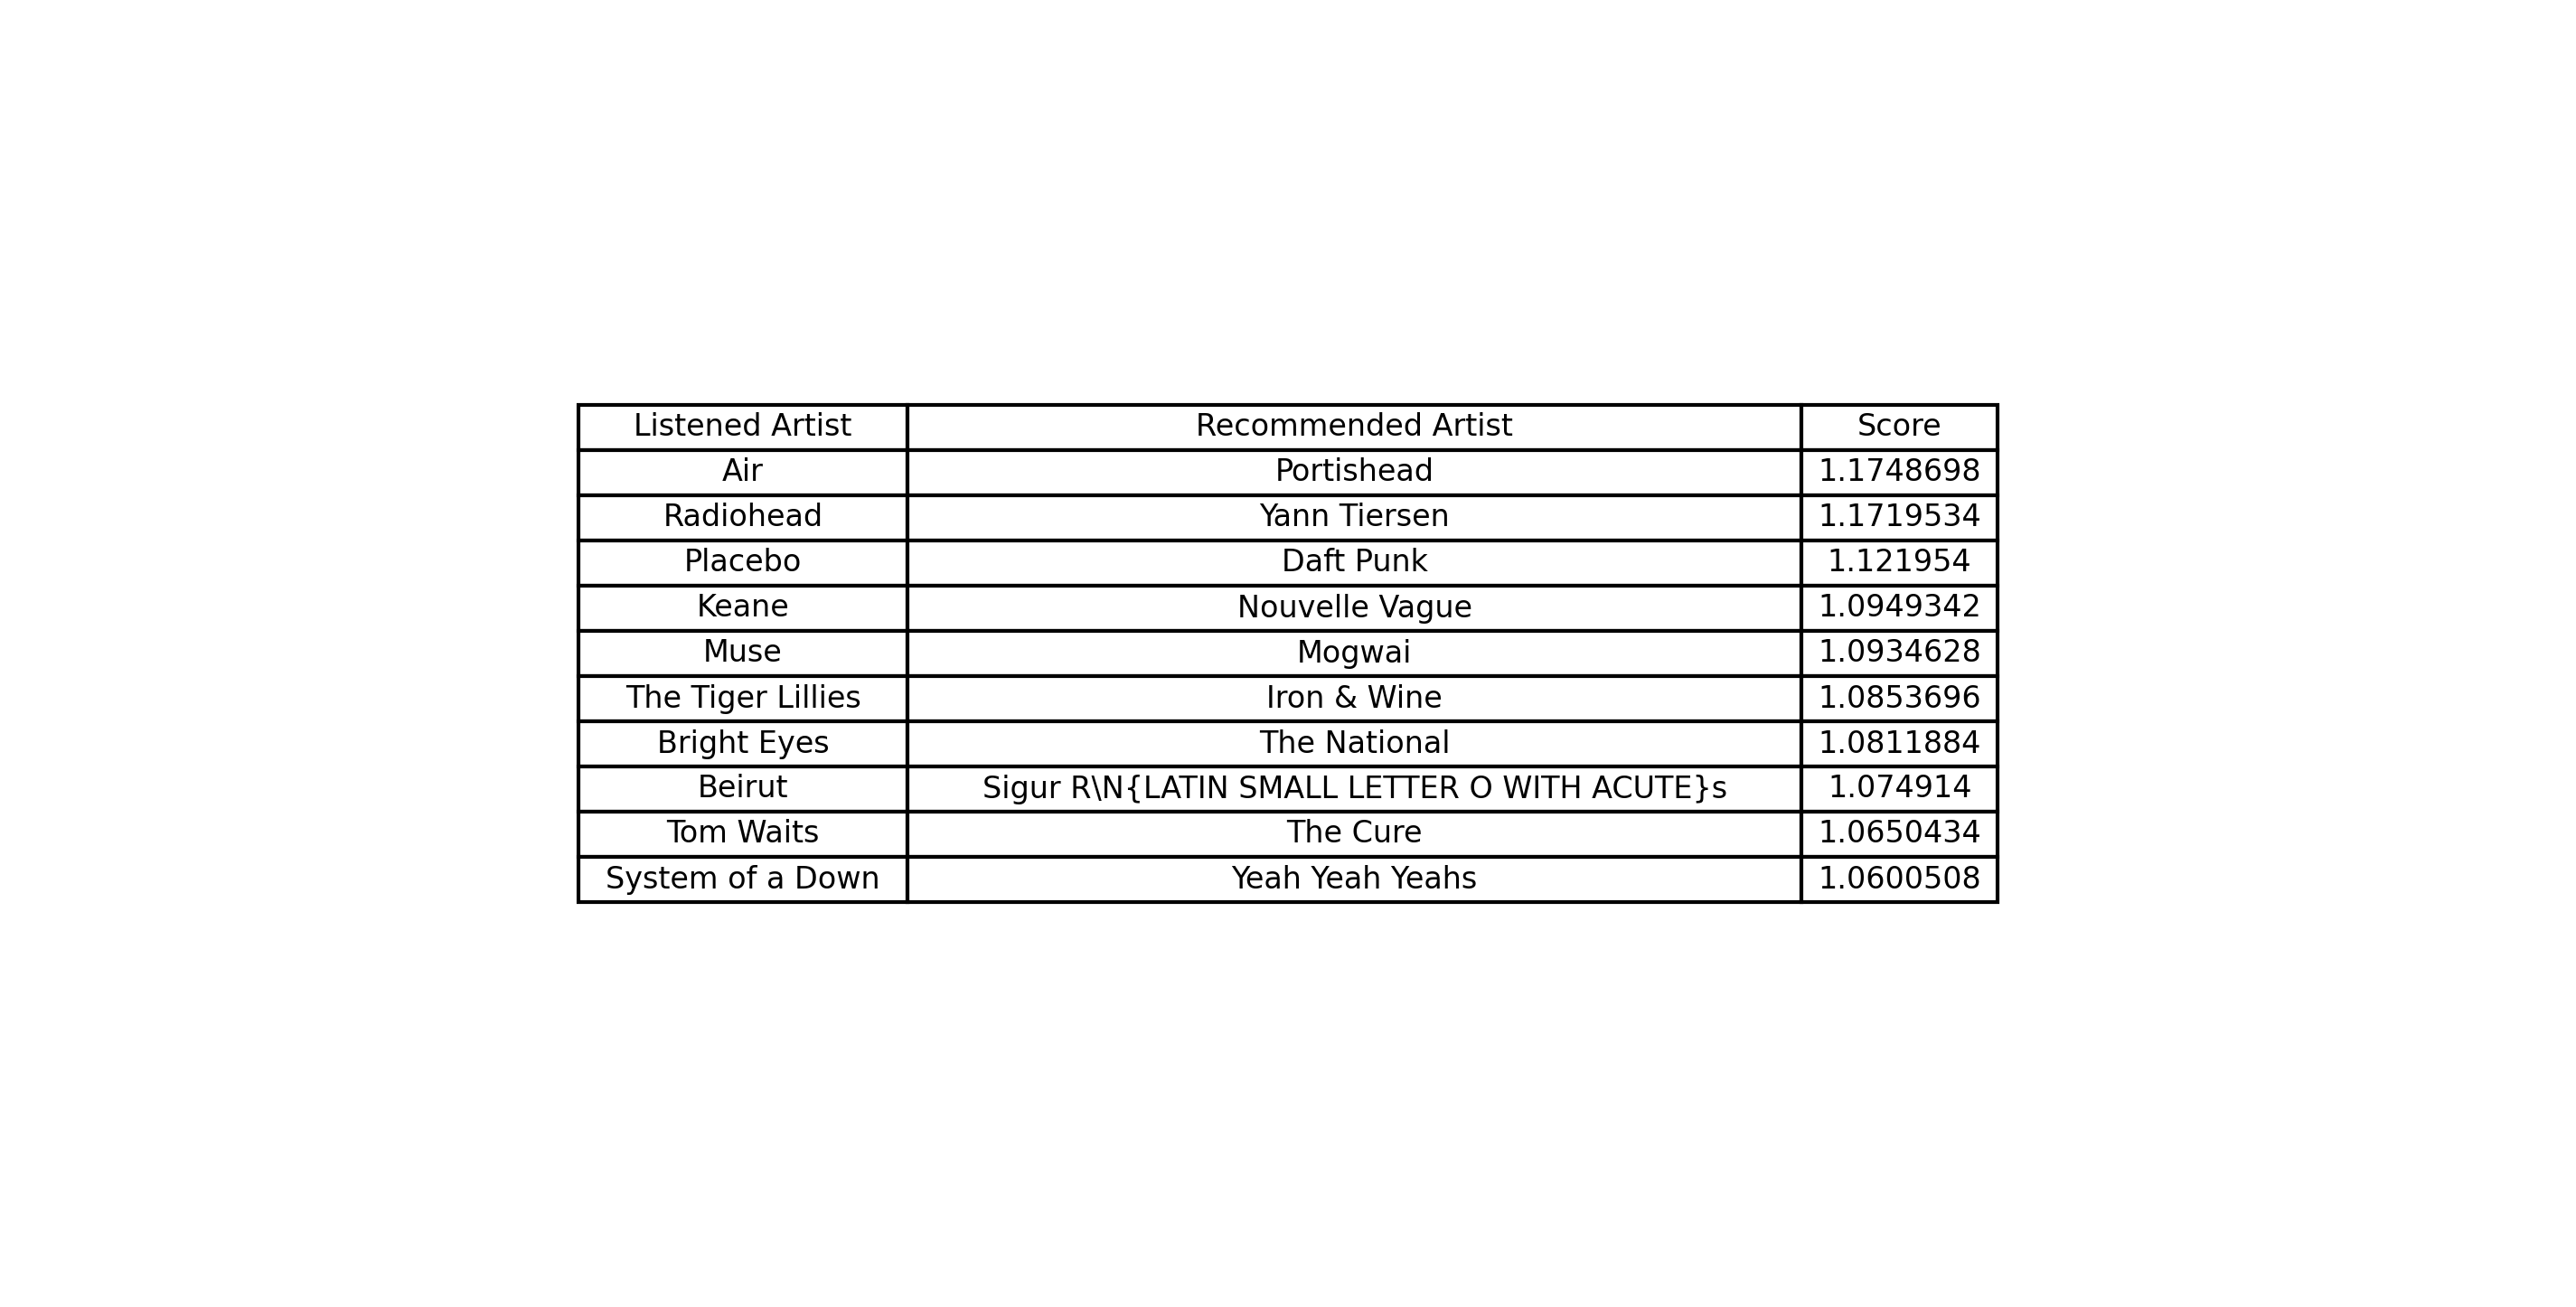 Listened Artist Recommended Artist Score
Air Portishead 1.1748698
Radiohead Yann Tiersen 1.1719534
Placebo Daft Punk 1.121954
Keane Nouvelle Vague 1.0949342
Muse Mogwai 1.0934628
The Tiger Lillies Iron & Wine 1.0853696
Bright Eyes The National 1.0811884
Beirut Sigur R\N{LATIN SMALL LETTER O WITH ACUTE}s 1.074914
Tom Waits The Cure 1.0650434
System of a Down Yeah Yeah Yeahs 1.0600508